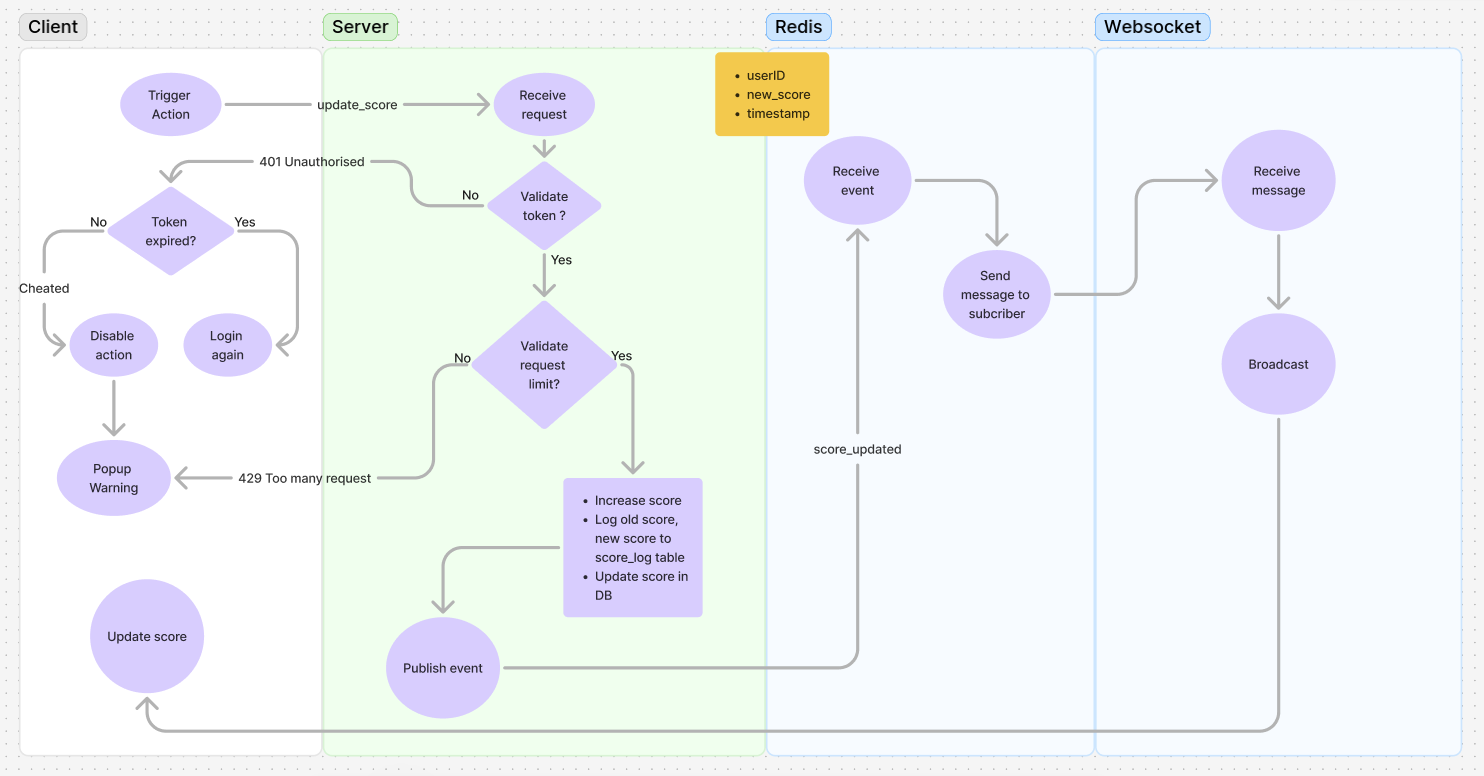 Client
Server
Redis
Websocket
Trigger
Action
update_score
Receive
request
• userID
• new_score
• timestamp
401 Unauthorised
No
Validate
token ?
Receive
event
Receive
message
No
Token
expired?
Yes
Yes
Cheated
Send
message to
subcriber
Disable
action
Login
again
No
Validate
request
limit?
Yes
Broadcast
score_updated
Popup
Warning
429 Too many request
• Increase score
• Log old score,
new score to
score_log table
• Update score in
DB
Update score
Publish event